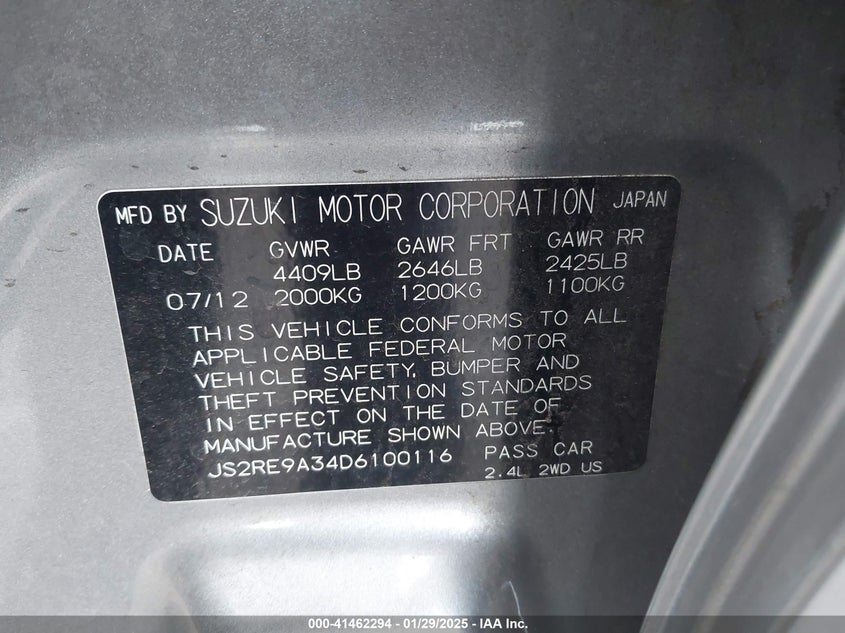 MFD BY SUZUKI MOTOR CORPORATION JAPAN
DATE GVWR GAWR FRT GAWR RR
4409LB 2646LB 2425LB
07/12 2000KG 1200KG 1100KG
THIS VEHICLE CONFORMS TO ALL
APPLICABLE FEDERAL MOTOR
VEHICLE SAFETY, BUMPER AND
THEFT PREVENTION STANDARDS
IN EFFECT ON THE DATE OF
MANUFACTURE SHOWN ABOVE.
JS2RE9A34D6100116 PASS CAR
2.4L 2WD US
000-41462294 - 01/29/2025 - IAA Inc.